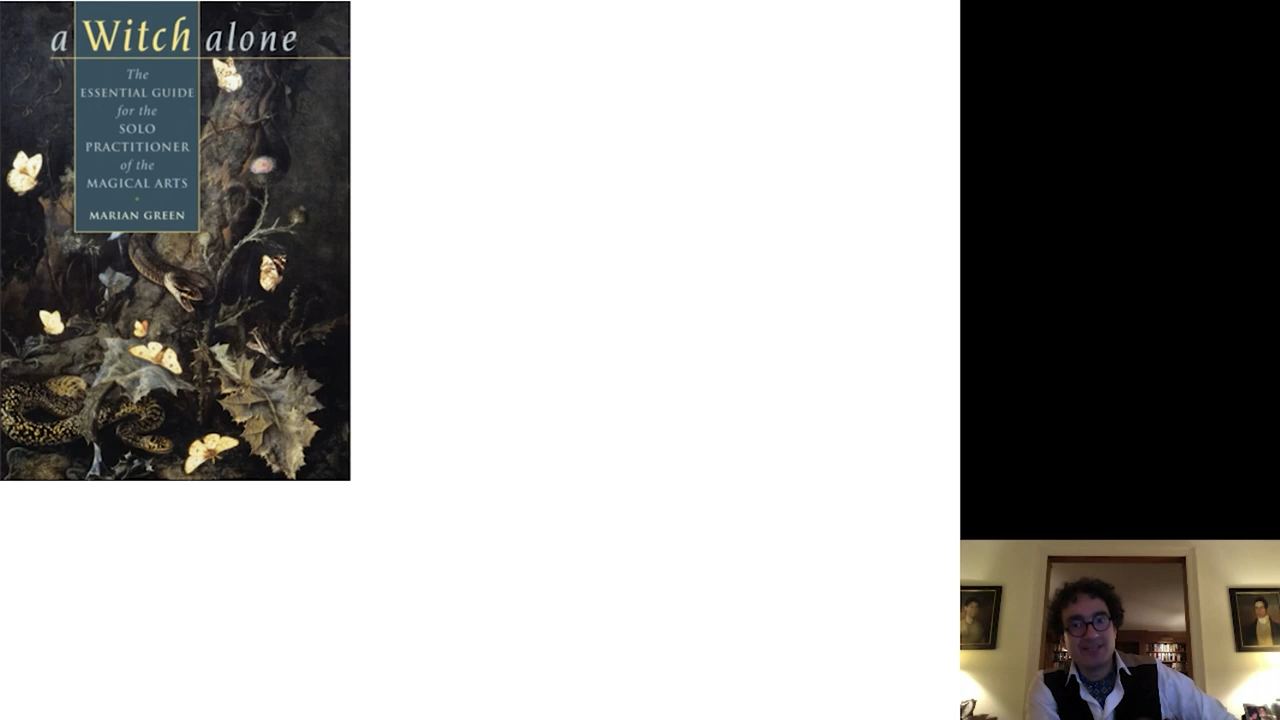 a Witch alone
The
ESSENTIAL GUIDE
for the
SOLO
PRACTITIONER
of the
MAGICAL ARTS
MARIAN GREEN